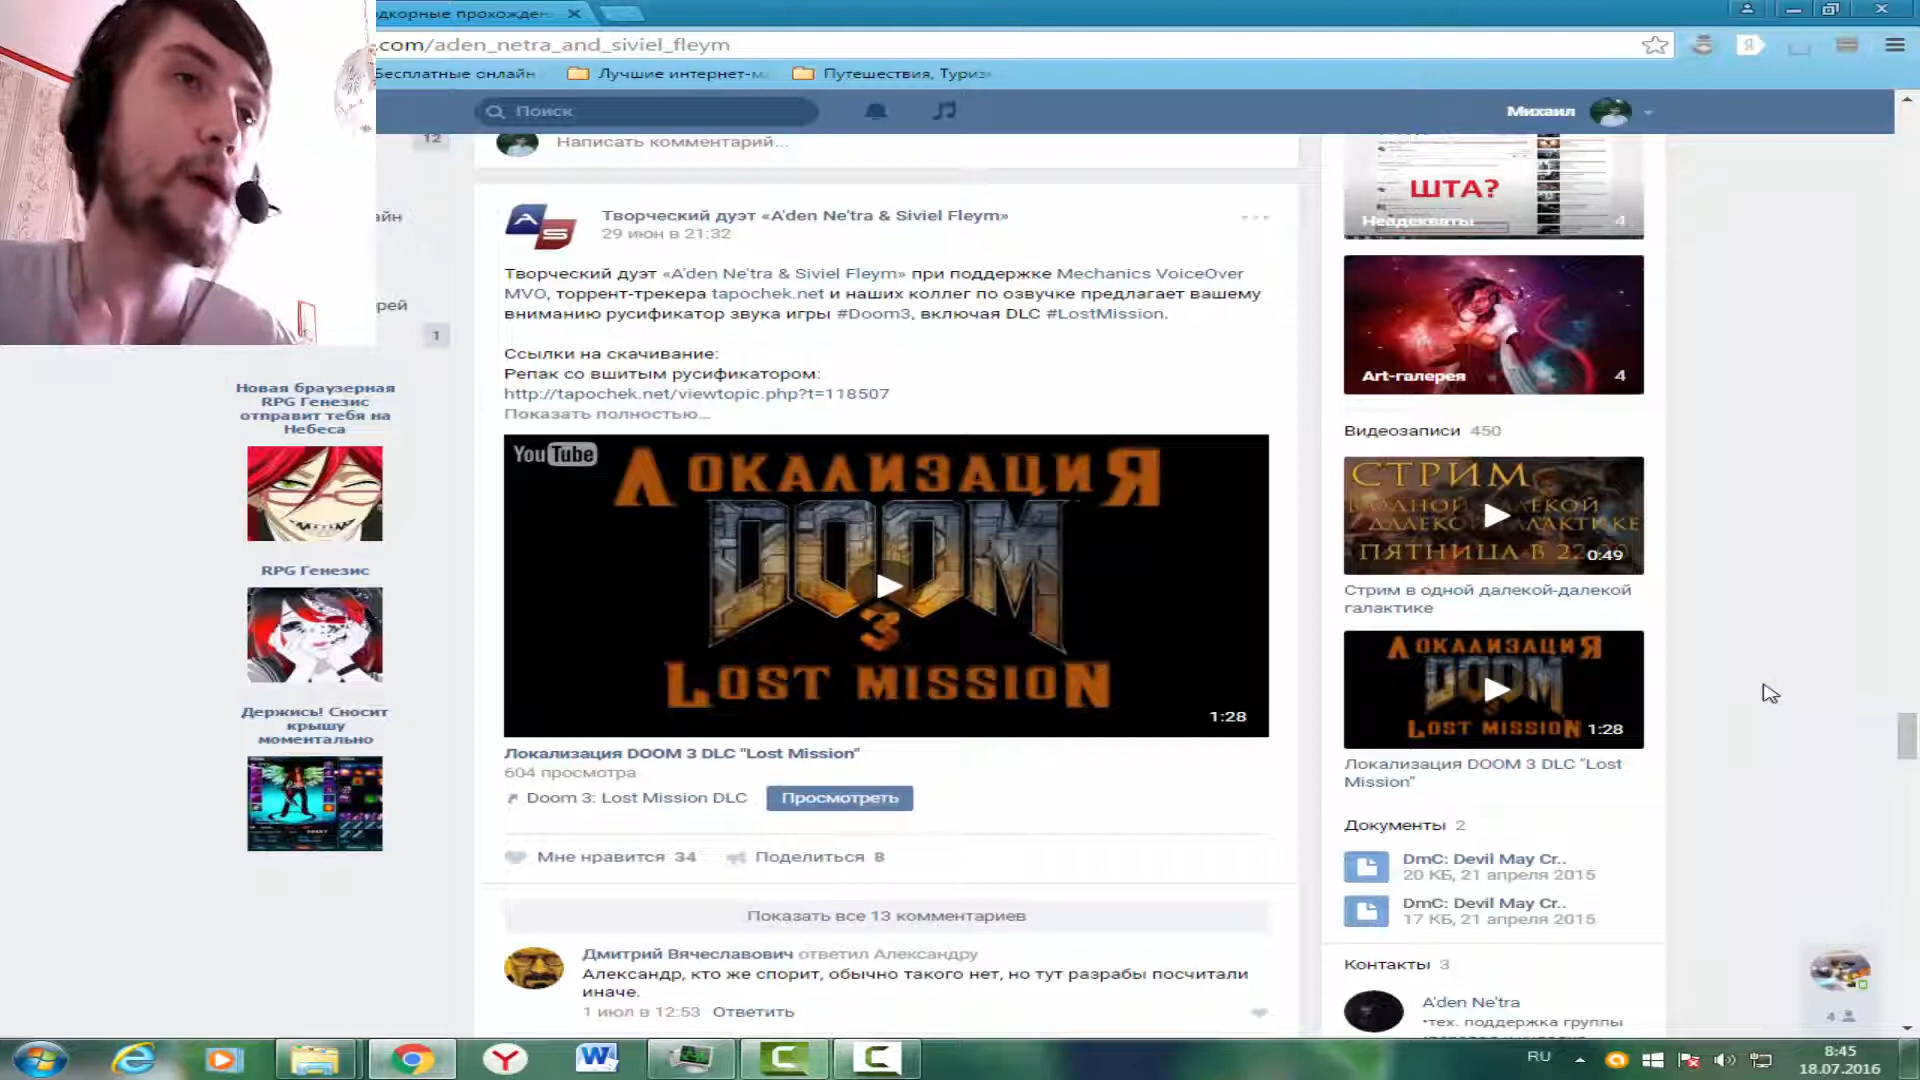 дкорные прохожден
.com/aden_netra_and_siviel_fleym
Бесплатные онлайн
Лучшие интернет-м
Путешествия, Туриз
Поиск
Михаил
12
Написать комментарий...
айн
рей
1
Новая браузерная
RPG Генезис
отправит тебя на
Небеса
RPG Генезис
Держись! Сносит
крышу
моментально
A S
Творческий дуэт «A'den Ne'tra & Siviel Fleym»
29 июн в 21:32
Творческий дуэт «A'den Ne'tra & Siviel Fleym» при поддержке Mechanics VoiceOver
MVO, торрент-трекера tapochek.net и наших коллег по озвучке предлагает вашему
вниманию русификатор звука игры #Doom3, включая DLC #LostMission.
Ссылки на скачивание:
Репак со вшитым русификатором:
http://tapochek.net/viewtopic.php?t=118507
Показать полностью...
YouTube
ЛОКАЛИЗАЦИЯ
DOOM
3
LOST MISSION
1:28
Локализация DOOM 3 DLC "Lost Mission"
604 просмотра
Doom 3: Lost Mission DLC
Просмотреть
Мне нравится 34
Поделиться 8
Показать все 13 комментариев
Дмитрий Вячеславович ответил Александру
Александр, кто же спорит, обычно такого нет, но тут разрабы посчитали
иначе.
1 июл в 12:53 Ответить
ШТА?
Неадекваты 4
Art-галерея 4
Видеозаписи 450
СТРИМ
В ОДНОЙ ДАЛЕКОЙ
ДАЛЕКОЙ ГАЛАКТИКЕ
ПЯТНИЦА В 22
0:49
Стрим в одной далекой-далекой
галактике
ЛОКАЛИЗАЦИЯ
DOOM
3
LOST MISSION
1:28
Локализация DOOM 3 DLC "Lost
Mission"
Документы 2
DmC: Devil May Cr..
20 КБ, 21 апреля 2015
DmC: Devil May Cr..
17 КБ, 21 апреля 2015
Контакты 3
A'den Ne'tra
•тех. поддержка группы
4
RU
8:45
18.07.2016